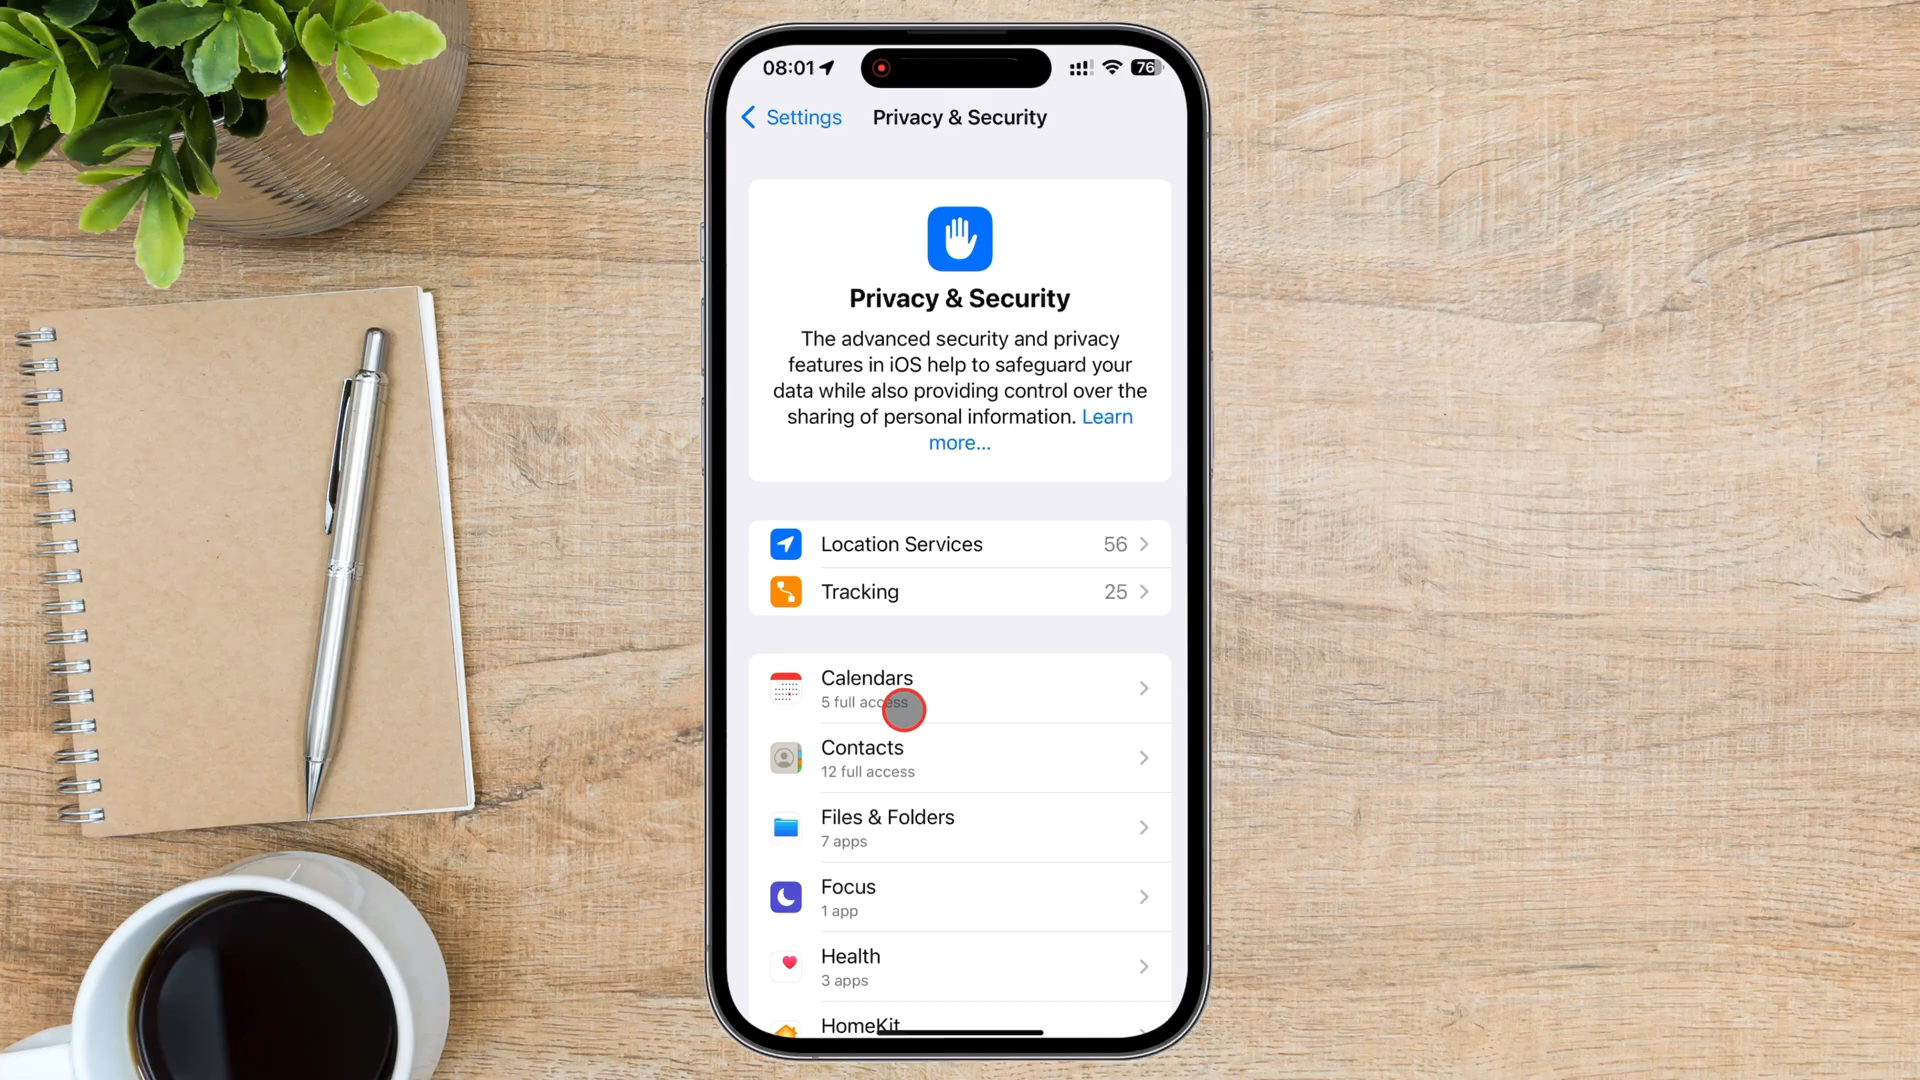 08:01
76
Settings
Privacy & Security
Privacy & Security
The advanced security and privacy
features in iOS help to safeguard your
data while also providing control over the
sharing of personal information. Learn
more...
Location Services 56
Tracking 25
Calendars
5 full access
Contacts
12 full access
Files & Folders
7 apps
Focus
1 app
Health
3 apps
HomeKit